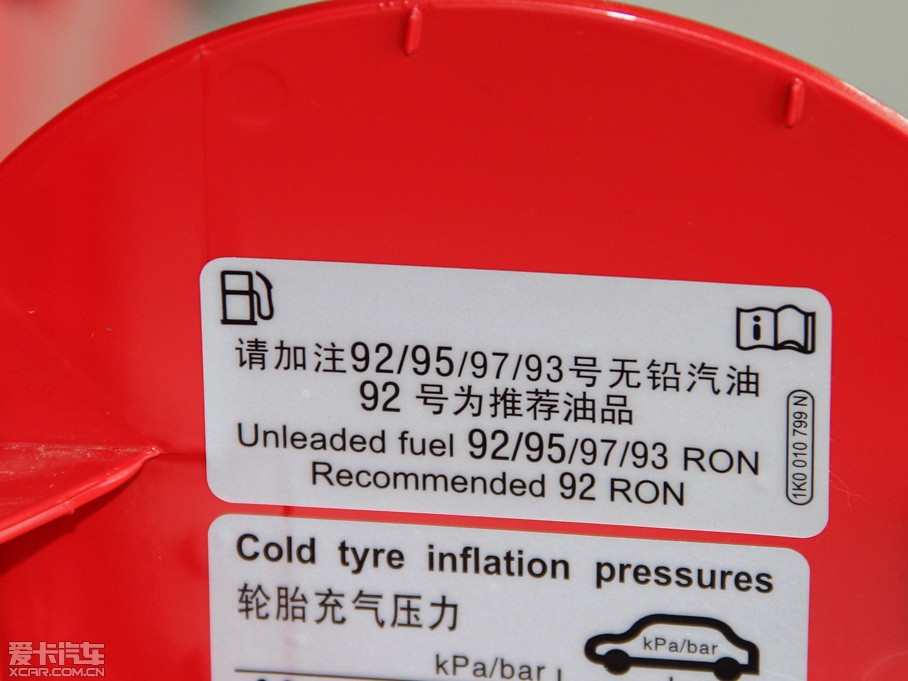 请加注92/95/97/93号无铅汽油
92 号为推荐油品
Unleaded fuel 92/95/97/93 RON
Recommended 92 RON
1K0 010 799 N
Cold tyre inflation pressures
轮胎充气压力
kPa/bar
kPa/bar
爱卡汽车
XCAR.COM.CN